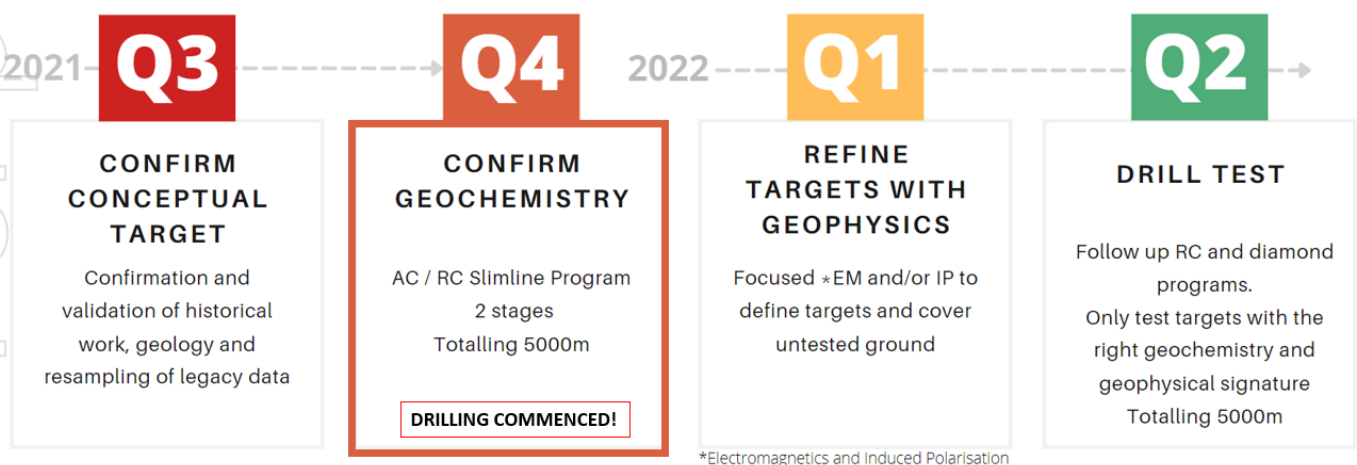 2021
Q3
Q4
2022
Q1
Q2
CONFIRM
CONCEPTUAL
TARGET
Confirmation and
validation of historical
work, geology and
resampling of legacy data
CONFIRM
GEOCHEMISTRY
AC / RC Slimline Program
2 stages
Totalling 5000m
DRILLING COMMENCED!
REFINE
TARGETS WITH
GEOPHYSICS
Focused *EM and/or IP to
define targets and cover
untested ground
*Electromagnetics and Induced Polarisation
DRILL TEST
Follow up RC and diamond
programs.
Only test targets with the
right geochemistry and
geophysical signature
Totalling 5000m